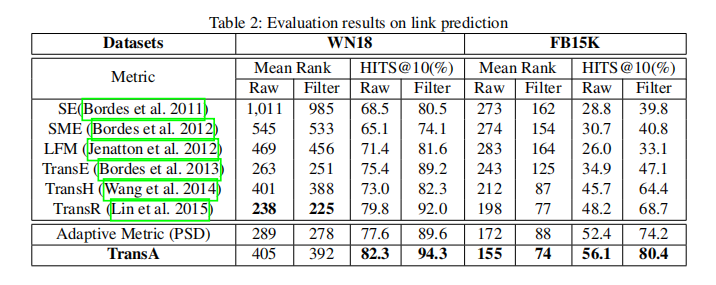 Table 2: Evaluation results on link prediction
Datasets WN18 FB15K
Metric Mean Rank HITS@10(%) Mean Rank HITS@10(%)
Raw Filter Raw Filter Raw Filter Raw Filter
SE(Bordes et al. 2011) 1,011 985 68.5 80.5 273 162 28.8 39.8
SME (Bordes et al. 2012) 545 533 65.1 74.1 274 154 30.7 40.8
LFM (Jenatton et al. 2012) 469 456 71.4 81.6 283 164 26.0 33.1
TransE (Bordes et al. 2013) 263 251 75.4 89.2 243 125 34.9 47.1
TransH (Wang et al. 2014) 401 388 73.0 82.3 212 87 45.7 64.4
TransR (Lin et al. 2015) 238 225 79.8 92.0 198 77 48.2 68.7
Adaptive Metric (PSD) 289 278 77.6 89.6 172 88 52.4 74.2
TransA 405 392 82.3 94.3 155 74 56.1 80.4